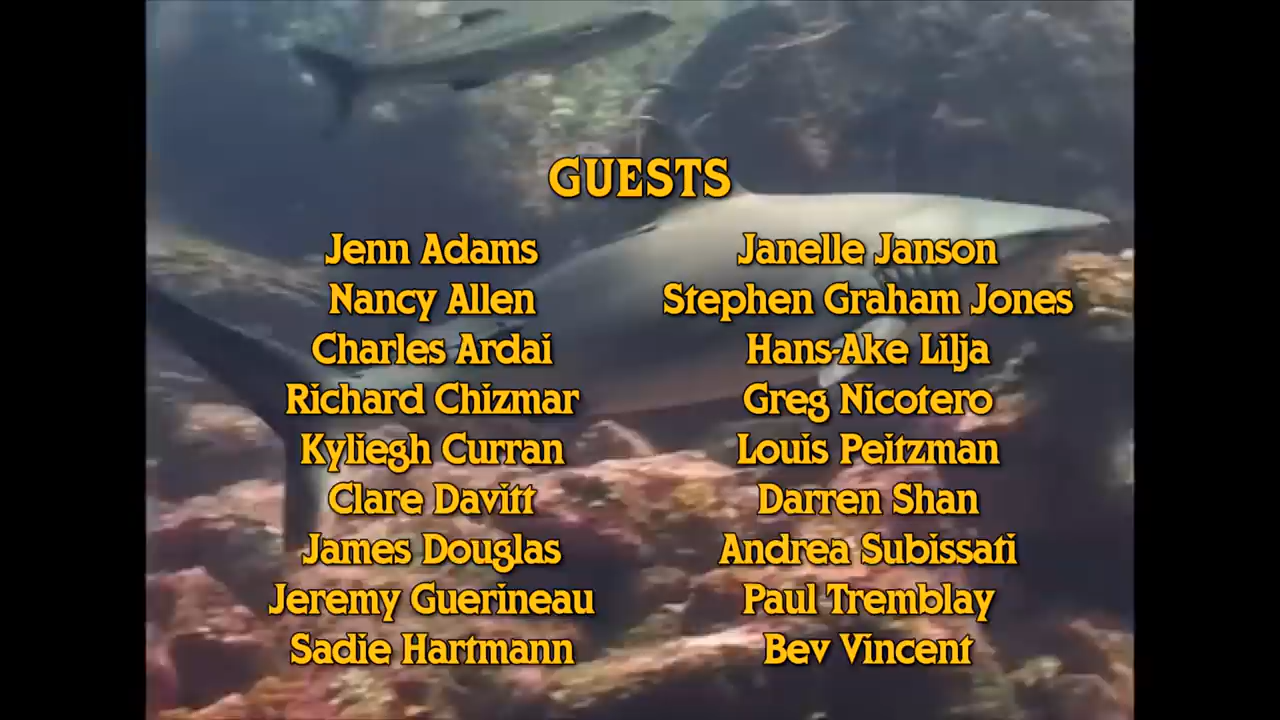 GUESTS
Jenn Adams
Nancy Allen
Charles Ardai
Richard Chizmar
Kyliegh Curran
Clare Davitt
James Douglas
Jeremy Guerineau
Sadie Hartmann
Janelle Janson
Stephen Graham Jones
Hans-Ake Lilja
Greg Nicotero
Louis Peitzman
Darren Shan
Andrea Subissati
Paul Tremblay
Bev Vincent